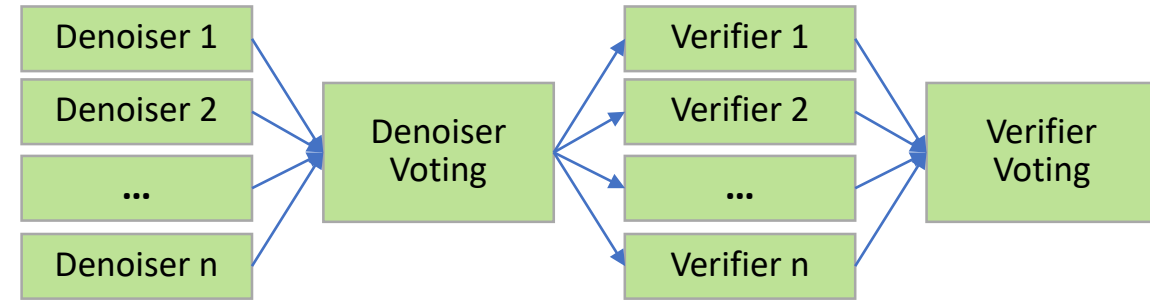 Denoiser 1
Denoiser 2
...
Denoiser n
Denoiser
Voting
Verifier 1
Verifier 2
...
Verifier n
Verifier
Voting